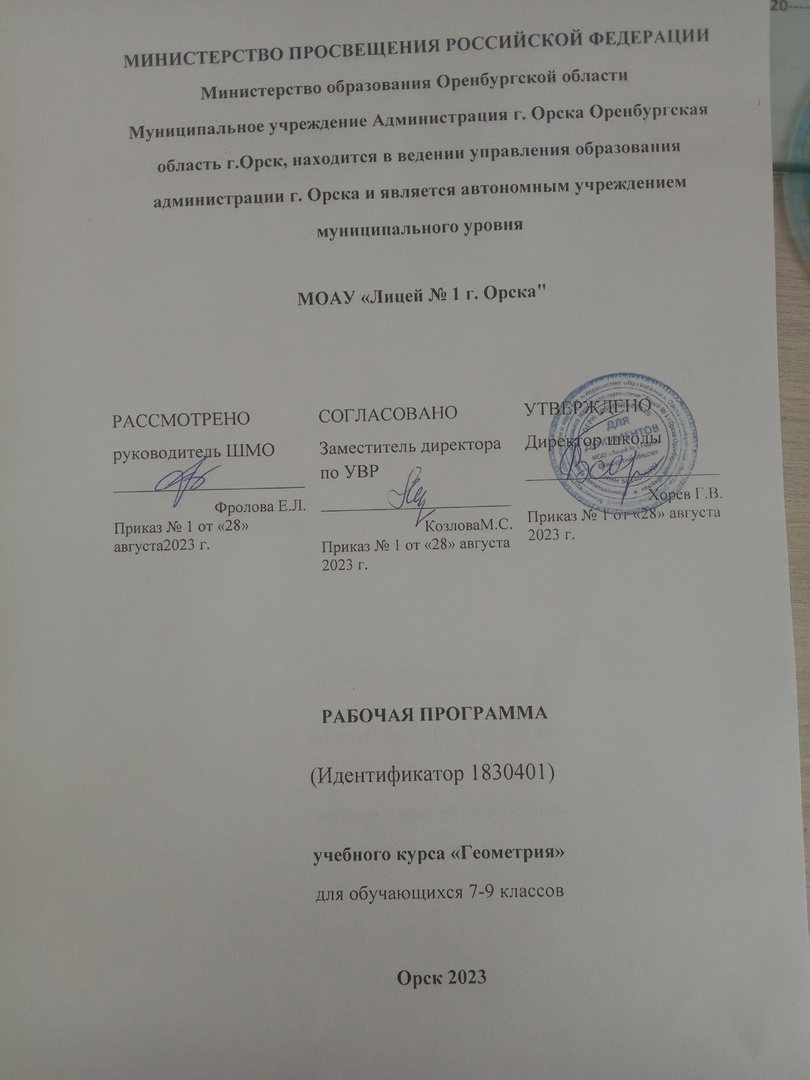 МИНИСТЕРСТВО ПРОСВЕЩЕНИЯ РОССИЙСКОЙ ФЕДЕРАЦИИ
Министерство образования Оренбургской области
Муниципальное учреждение Администрация г. Орска Оренбургская
область г.Орск, находится в ведении управления образования
администрации г. Орска и является автономным учреждением
муниципального уровня
МОАУ «Лицей № 1 г. Орска"
РАССМОТРЕНО
руководитель ШМО
Фролова Е.Л.
Приказ № 1 от «28»
августа2023 г.
СОГЛАСОВАНО
Заместитель директора
по УВР
КозловаМ.С.
Приказ № 1 от «28» августа
2023 г.
УТВЕРЖДЕНО
Директор школы
Хорев Г.В.
Приказ № 1 от «28» августа
2023 г.
ДЛЯ
ДОКУМЕНТОВ
РАБОЧАЯ ПРОГРАММА
(Идентификатор 1830401)
учебного курса «Геометрия»
для обучающихся 7-9 классов
Орск 2023
20